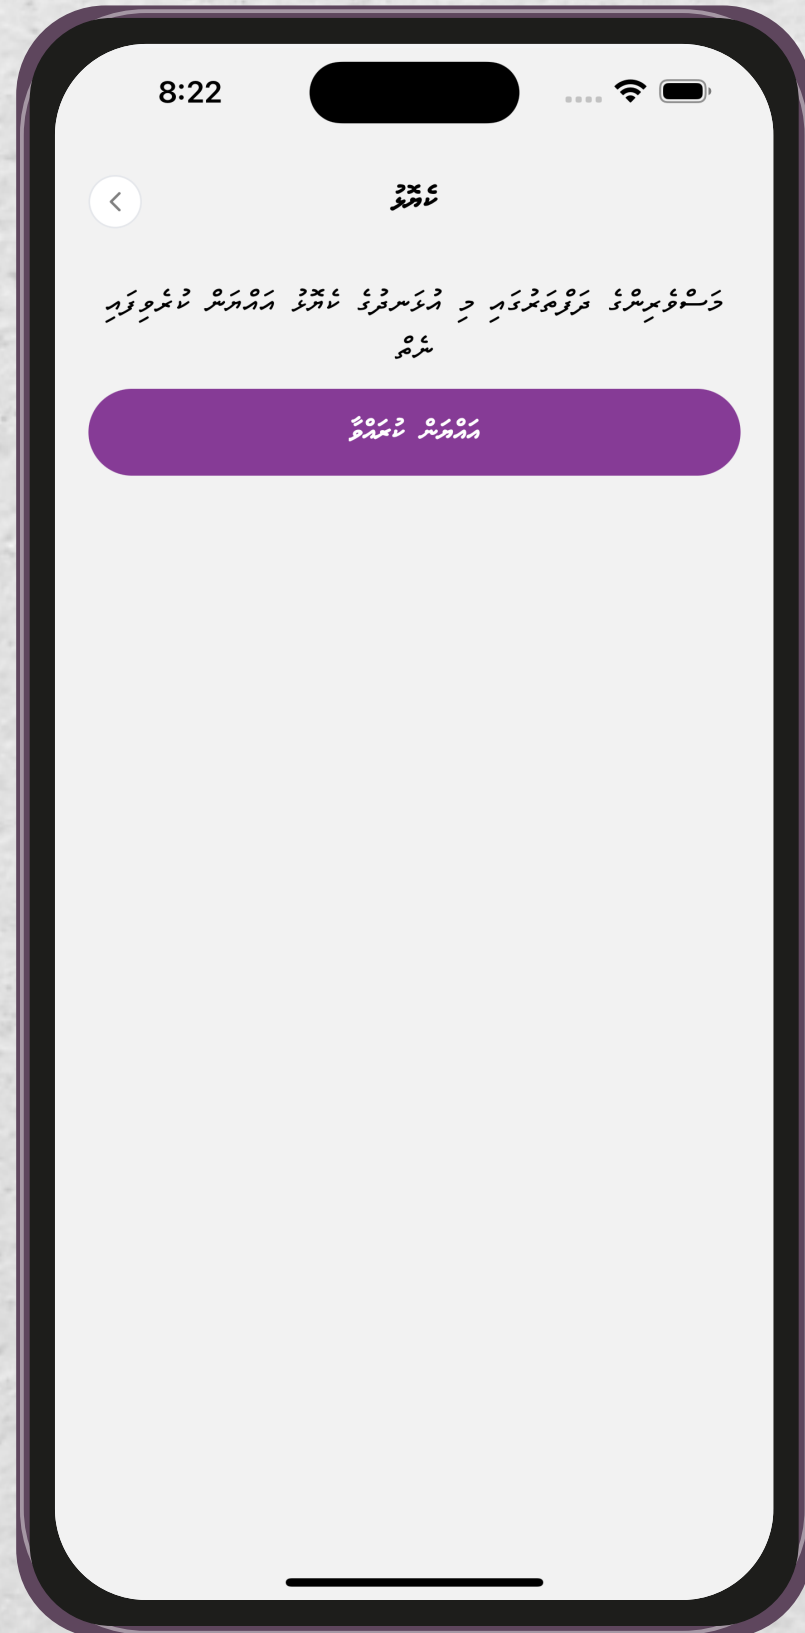 8:22
ކެޔޮޅު
މަސްވެރިންގެ ދަފްތަރުގައި މި އުޅަނދުގެ ކެޔޮޅު އައްޔަން ކުރެވިފައި
ނެތް
އައްޔަން ކުރައްވާ